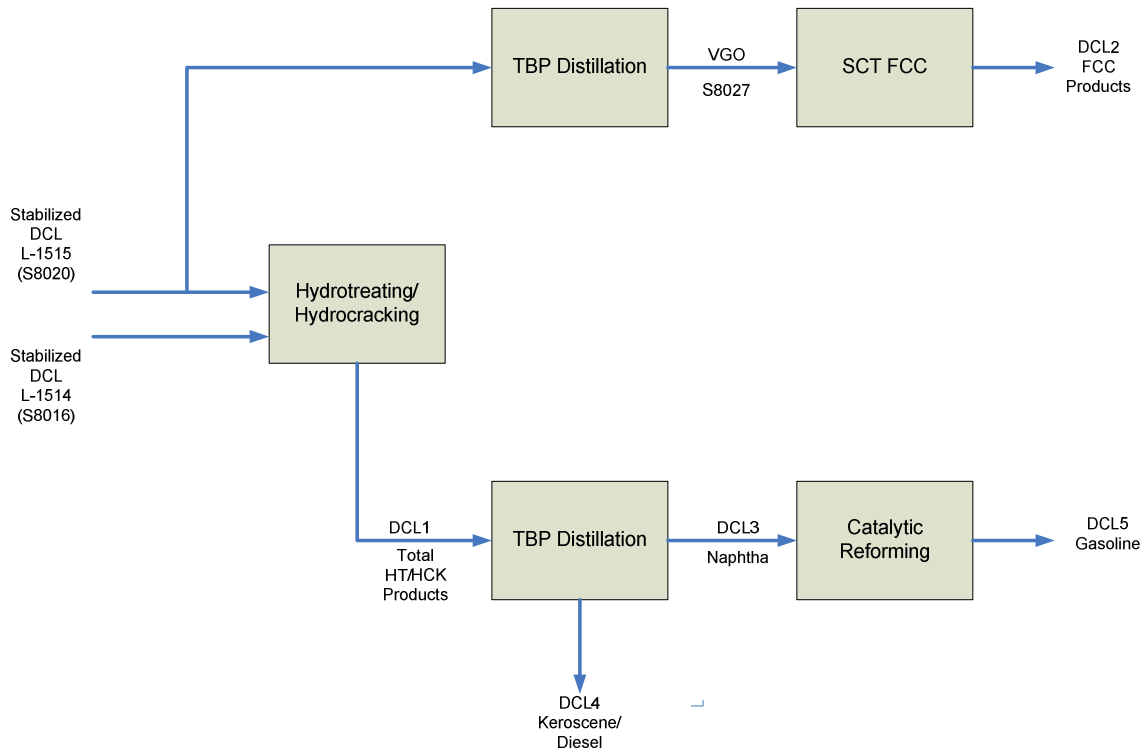 TBP Distillation
VGO
S8027
SCT FCC
DCL2
FCC
Products
Stabilized
DCL
L-1515
(S8020)
Hydrotreating/
Hydrocracking
Stabilized
DCL
L-1514
(S8016)
DCL1
Total
HT/HCK
Products
TBP Distillation
DCL3
Naphtha
Catalytic
Reforming
DCL5
Gasoline
DCL4
Keroscene/
Diesel